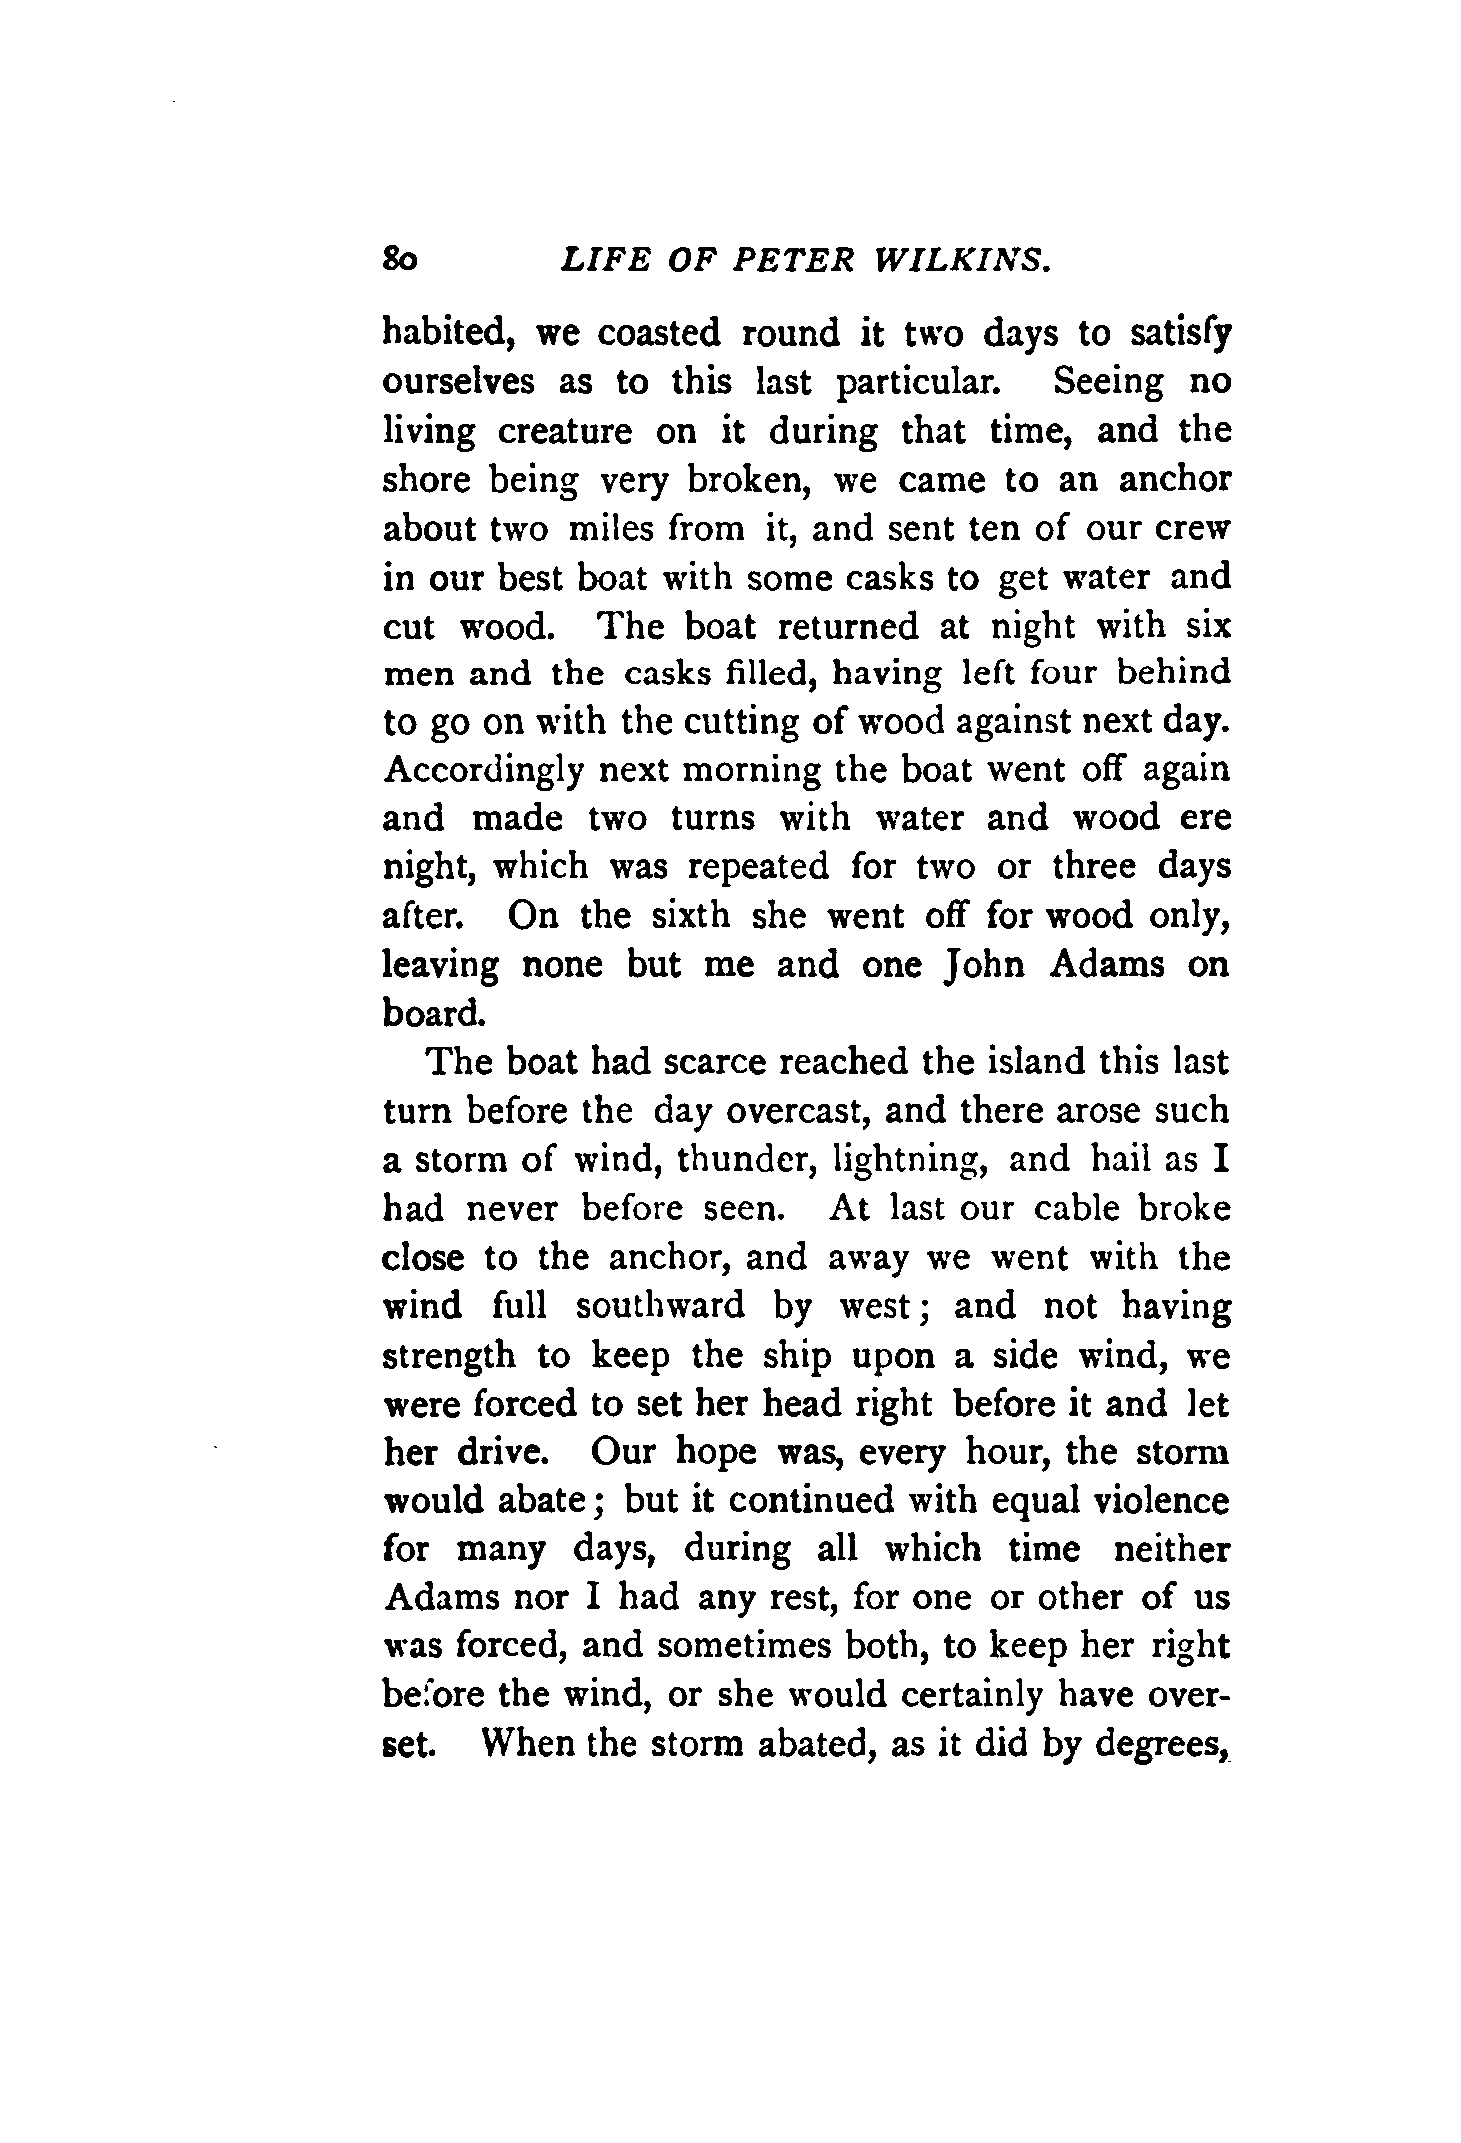 80 LIFE OF PETER WILKINS.
habited, we coasted round it two days to satisfy
ourselves as to this last particular. Seeing no
living creature on it during that time, and the
shore being very broken, we came to an anchor
about two miles from it, and sent ten of our crew
in our best boat with some casks to get water and
cut wood. The boat returned at night with six
men and the casks filled, having left four behind
to go on with the cutting of wood against next day.
Accordingly next morning the boat went off again
and made two turns with water and wood ere
night, which was repeated for two or three days
after. On the sixth she went off for wood only,
leaving none but me and one John Adams on
board.
The boat had scarce reached the island this last
turn before the day overcast, and there arose such
a storm of wind, thunder, lightning, and hail as I
had never before seen. At last our cable broke
close to the anchor, and away we went with the
wind full southward by west; and not having
strength to keep the ship upon a side wind, we
were forced to set her head right before it and let
her drive. Our hope was, every hour, the storm
would abate; but it continued with equal violence
for many days, during all which time neither
Adams nor I had any rest, for one or other of us
was forced, and sometimes both, to keep her right
before the wind, or she would certainly have over-
set. When the storm abated, as it did by degrees,